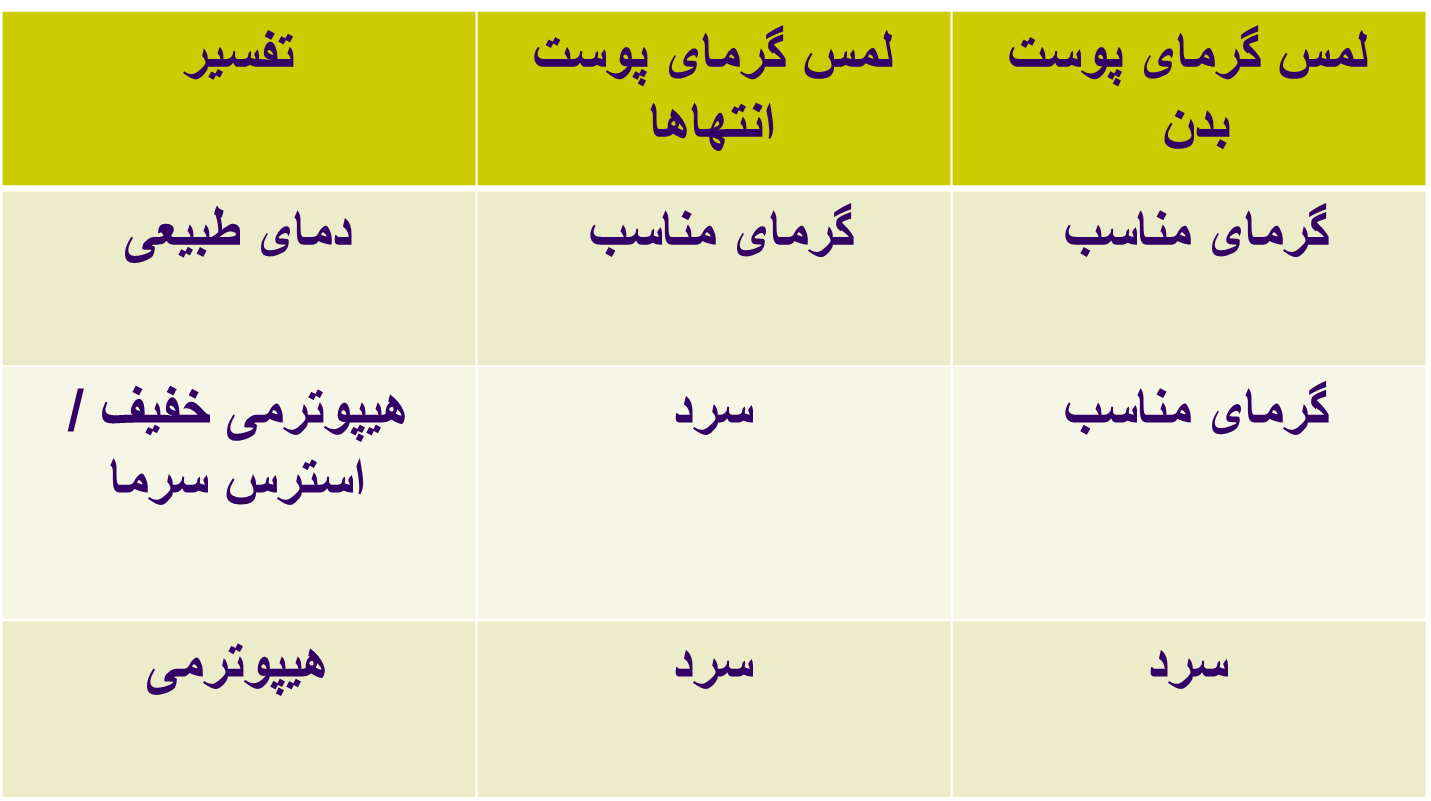 لمس گرمای پوست
بدن
لمس گرمای پوست
انتهاها
تفسیر
گرمای مناسب
گرمای مناسب
دمای طبیعی
گرمای مناسب
سرد
هیپوترمی خفیف /
استرس سرما
سرد
سرد
هیپوترمی